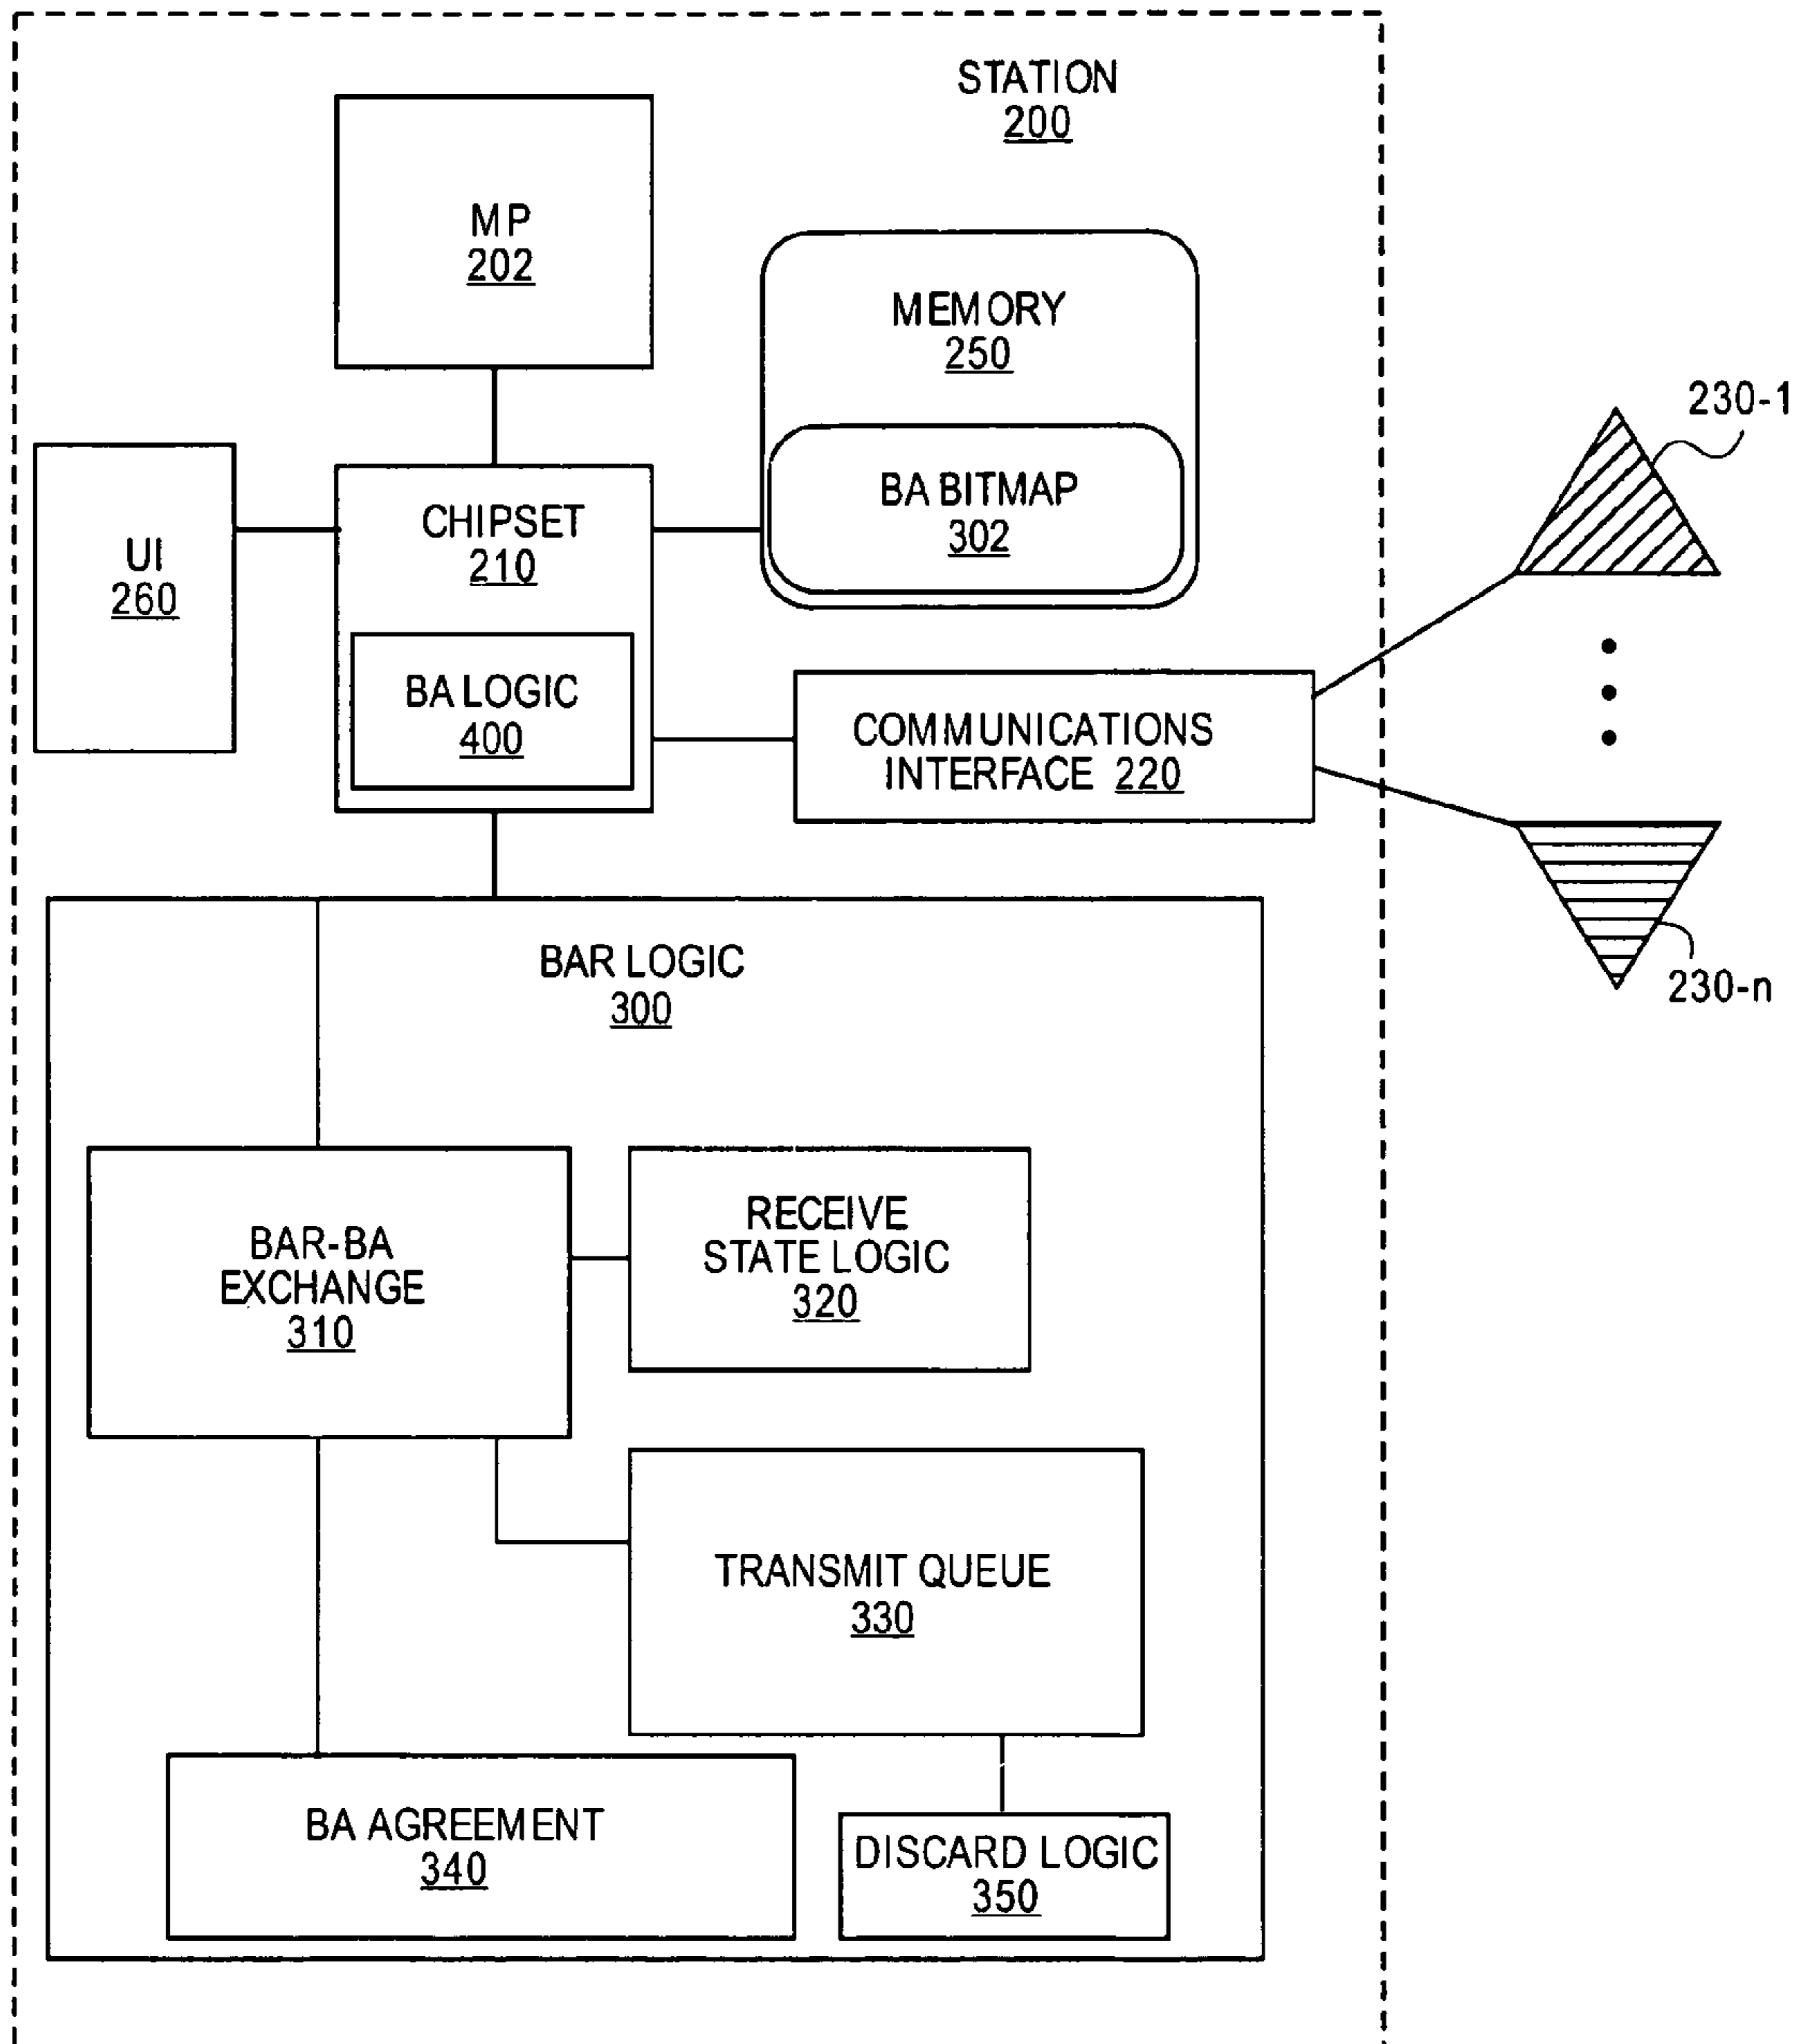 STATION
200
MP
202
MEMORY
250
230-1
BA BITMAP
302
CHIPSET
210
UI
260
BA LOGIC
400
COMMUNICATIONS
INTERFACE 220
230-n
BAR LOGIC
300
BAR-BA
EXCHANGE
310
RECEIVE
STATE LOGIC
320
TRANSMIT QUEUE
330
BA AGREEMENT
340
DISCARD LOGIC
350